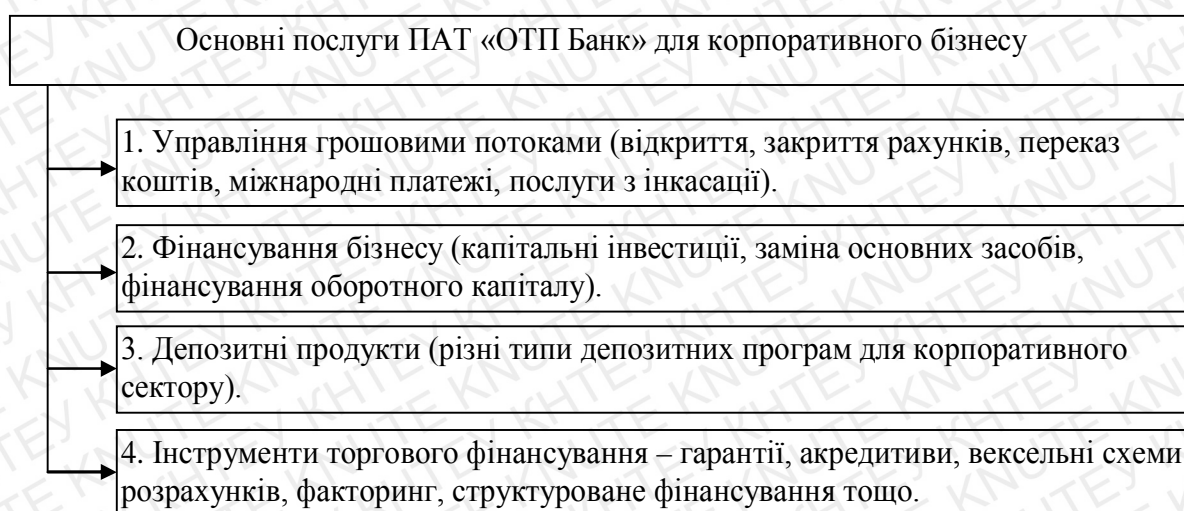 Основні послуги ПАТ «ОТП Банк» для корпоративного бізнесу
1. Управління грошовими потоками (відкриття, закриття рахунків, переказ
коштів, міжнародні платежі, послуги з інкасації).
2. Фінансування бізнесу (капітальні інвестиції, заміна основних засобів,
фінансування оборотного капіталу).
3. Депозитні продукти (різні типи депозитних програм для корпоративного
сектору).
4. Інструменти торгового фінансування – гарантії, акредитиви, вексельні схеми
розрахунків, факторинг, структуроване фінансування тощо.